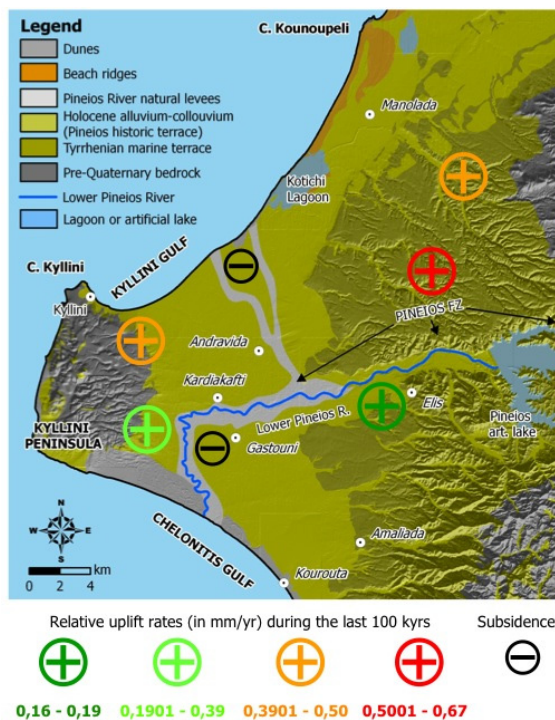 Legend
Dunes
Beach ridges
Pineios River natural levees
Holocene alluvium-collouvium
(Pineios historic terrace)
Tyrrhenian marine terrace
Pre-Quaternary bedrock
Lower Pineios River
Lagoon or artificial lake
C. Kounoupeli
Manolada
Kotichi
Lagoon
KYLLINI GULF
C. Kyllini
Kyllini
PINEIOS FZ
Andravida
Kardiakafti
Elis
Lower Pineios R.
Pineios
art. lake
KYLLINI
PENINSULA
Gastouni
CHELONITIS GULF
Amaliada
Kourouta
N
W
E
S
km
0 2 4
Relative uplift rates (in mm/yr) during the last 100 kyrs
Subsidence
0,16 - 0,19
0,1901 - 0,39
0,3901 - 0,50
0,5001 - 0,67